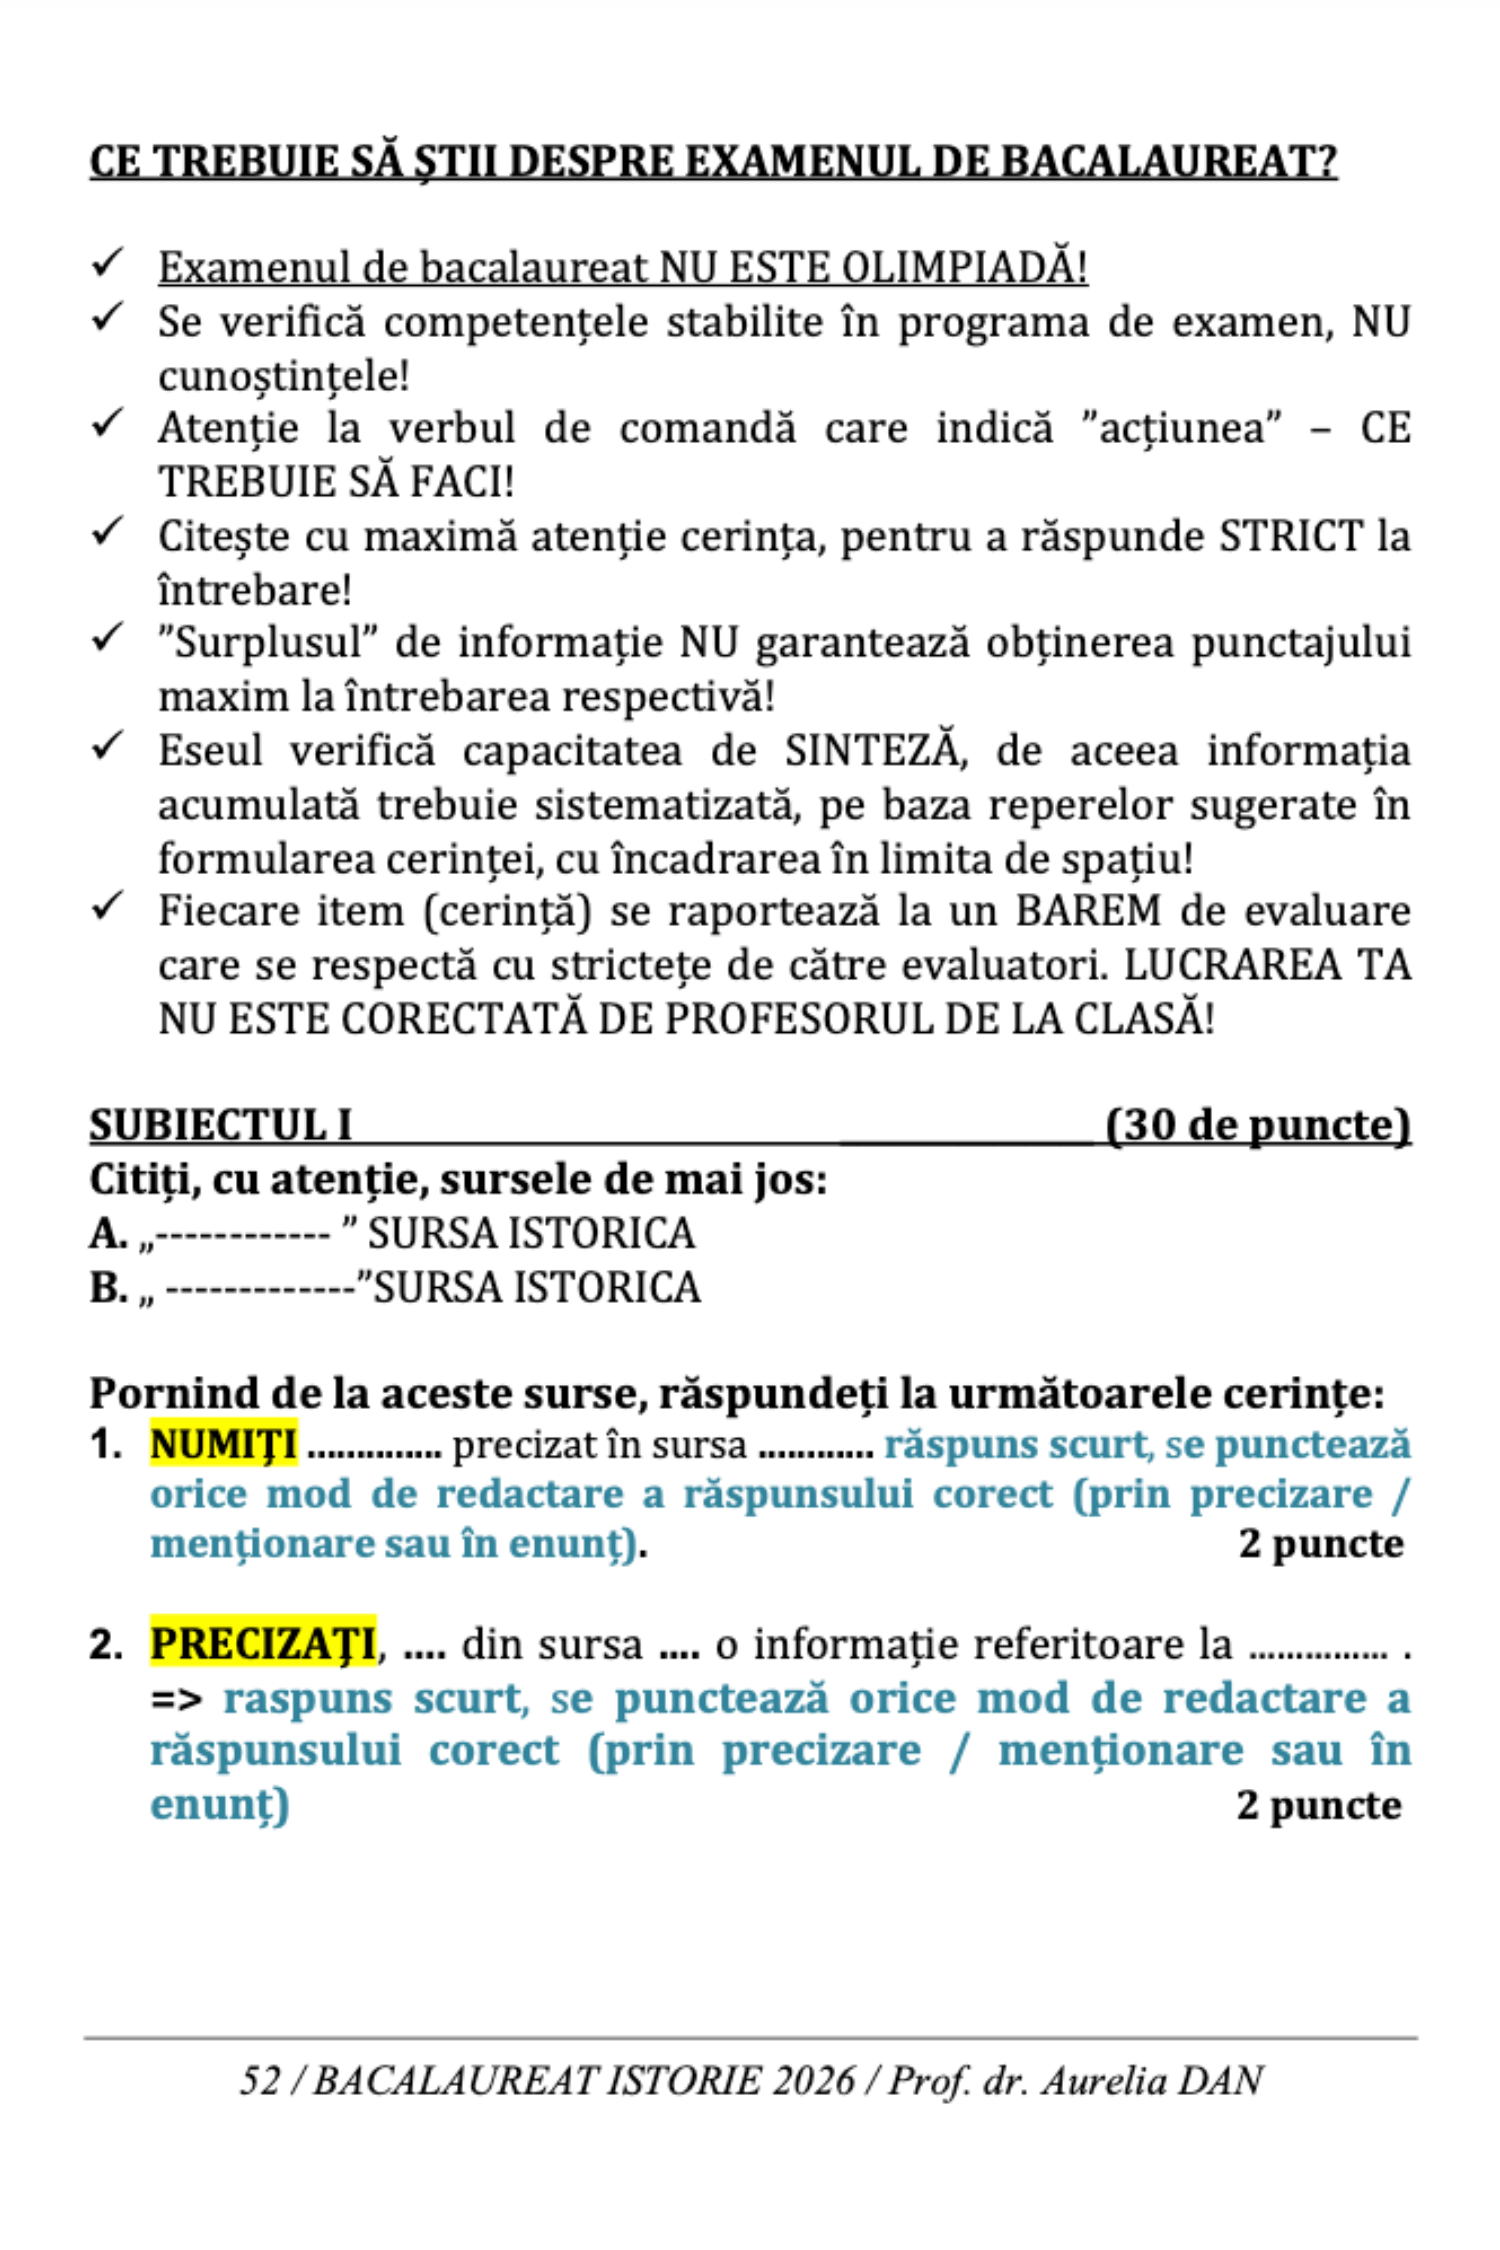 CE TREBUIE SĂ ȘTII DESPRE EXAMENUL DE BACALAUREAT?
✓ Examenul de bacalaureat NU ESTE OLIMPIADĂ!
✓ Se verifică competențele stabilite în programa de examen, NU
cunoștințele!
✓ Atenție la verbul de comandă care indică ”acțiunea” – CE
TREBUIE SĂ FACI!
✓ Citește cu maximă atenție cerința, pentru a răspunde STRICT la
întrebare!
✓ ”Surplusul” de informație NU garantează obținerea punctajului
maxim la întrebarea respectivă!
✓ Eseul verifică capacitatea de SINTEZĂ, de aceea informația
acumulată trebuie sistematizată, pe baza reperelor sugerate în
formularea cerinței, cu încadrarea în limita de spațiu!
✓ Fiecare item (cerință) se raportează la un BAREM de evaluare
care se respectă cu strictețe de către evaluatori. LUCRAREA TA
NU ESTE CORECTATĂ DE PROFESORUL DE LA CLASĂ!
SUBIECTUL I ____________ (30 de puncte)
Citiți, cu atenție, sursele de mai jos:
A. „------------ ” SURSA ISTORICA
B. „ -------------”SURSA ISTORICA
Pornind de la aceste surse, răspundeți la următoarele cerințe:
1. NUMIȚI .............. precizat în sursa ............ răspuns scurt, se punctează
orice mod de redactare a răspunsului corect (prin precizare /
menționare sau în enunț). 2 puncte
2. PRECIZAȚI, .... din sursa .... o informație referitoare la ............... .
=> raspuns scurt, se punctează orice mod de redactare a
răspunsului corect (prin precizare / menționare sau în
enunț) 2 puncte
52 / BACALAUREAT ISTORIE 2026 / Prof. dr. Aurelia DAN